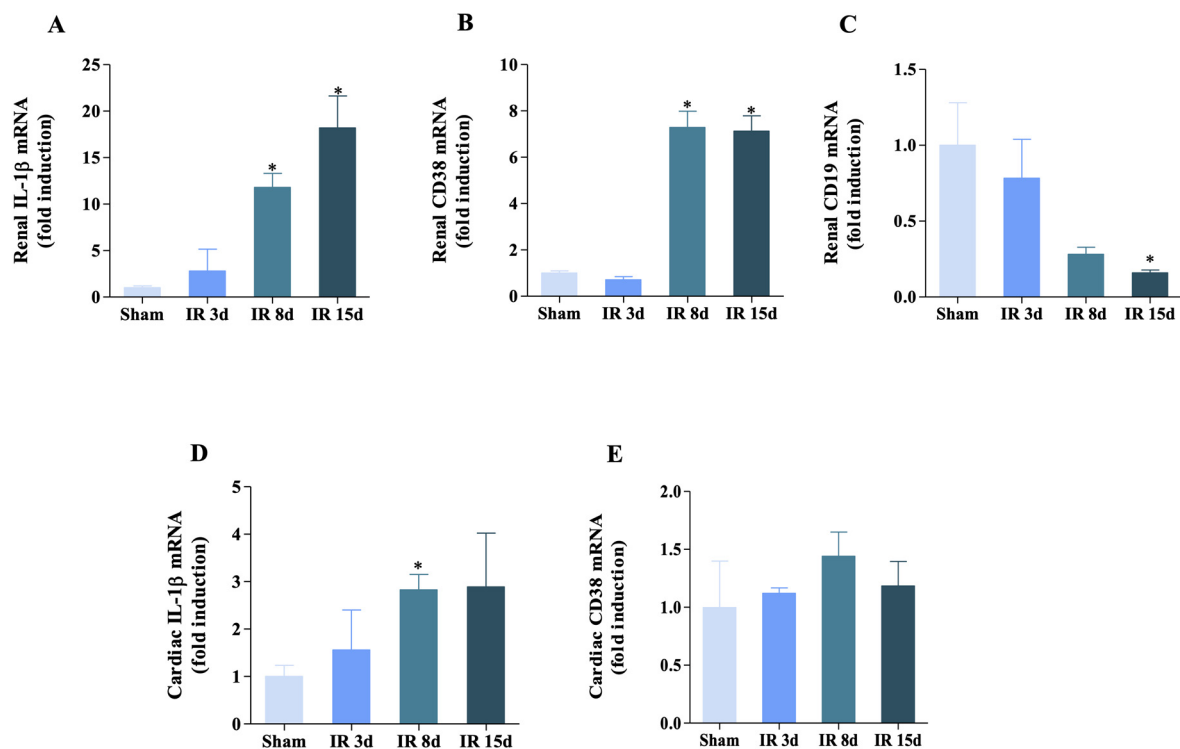 A
Renal IL-1β mRNA
(fold induction)
25
20
15
10
5
0
*
*
Sham IR 3d IR 8d IR 15d
B
Renal CD38 mRNA
(fold induction)
10
8
6
4
2
0
*
*
Sham IR 3d IR 8d IR 15d
C
Renal CD19 mRNA
(fold induction)
1.5
1.0
0.5
0.0
*
Sham IR 3d IR 8d IR 15d
D
Cardiac IL-1β mRNA
(fold induction)
5
4
3
2
1
0
*
Sham IR 3d IR 8d IR 15d
E
Cardiac CD38 mRNA
(fold induction)
2.0
1.5
1.0
0.5
0.0
Sham IR 3d IR 8d IR 15d